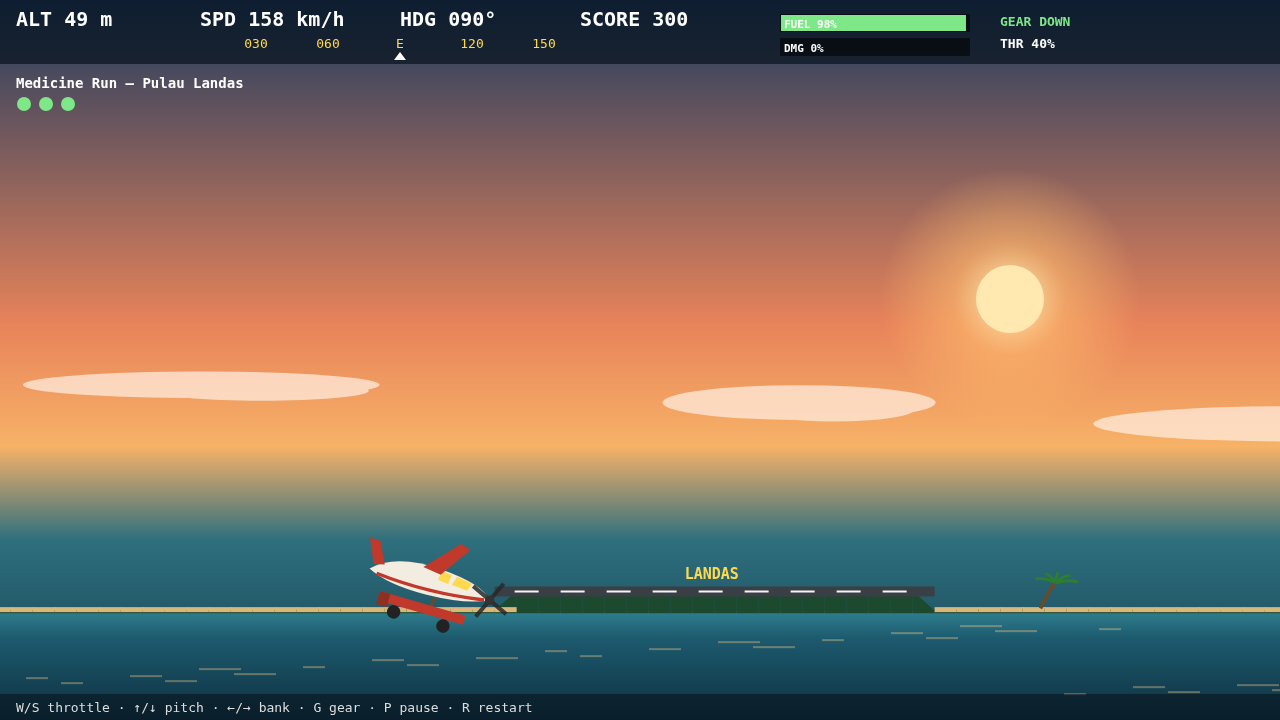 ALT 49 m SPD 158 km/h HDG 090° SCORE 300
FUEL 98% GEAR DOWN
030 060 E 120 150
DMG 0% THR 40%
Medicine Run — Pulau Landas
LANDAS
W/S throttle · ↑/↓ pitch · ←/→ bank · G gear · P pause · R restart